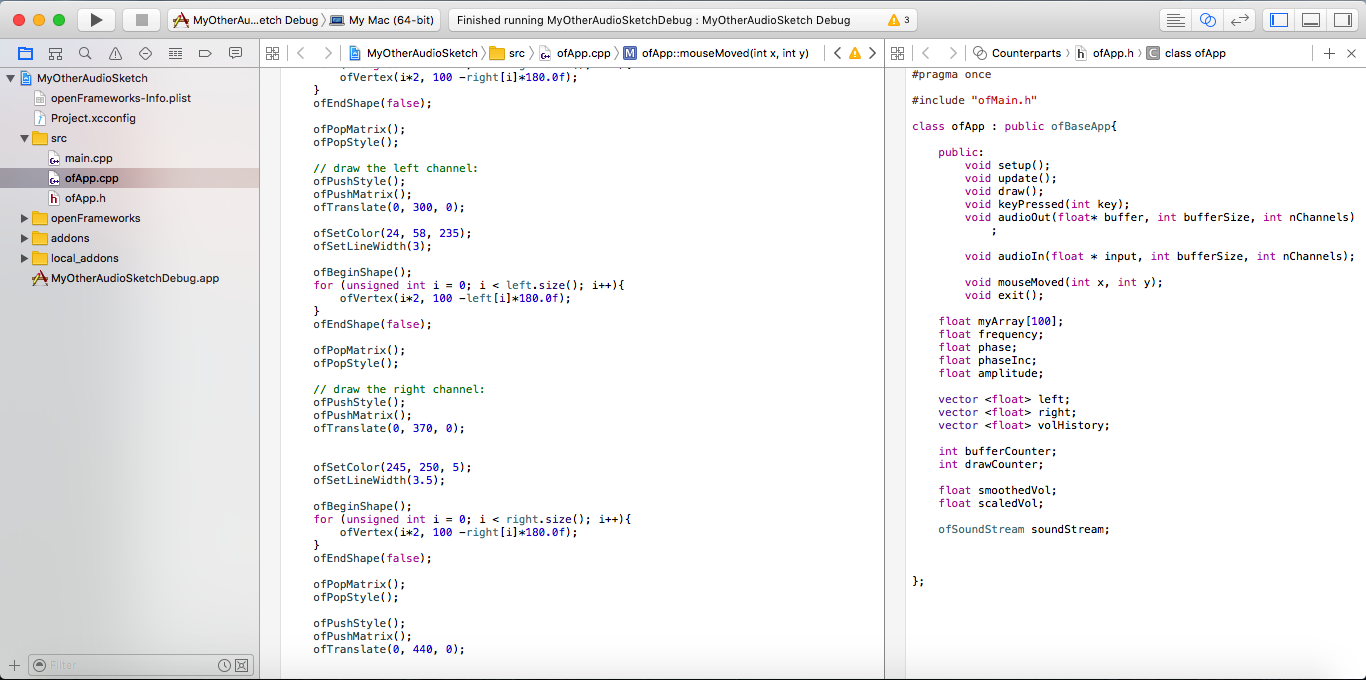 MyOtherAu...etch Debug
My Mac (64-bit)
Finished running MyOtherAudioSketchDebug : MyOtherAudioSketch Debug
3
MyOtherAudioSketch
src
ofApp.cpp
M
ofApp::mouseMoved(int x, int y)
Counterparts
h
ofApp.h
C
class ofApp
MyOtherAudioSketch
openFrameworks-Info.plist
Project.xcconfig
src
main.cpp
ofApp.cpp
ofApp.h
openFrameworks
addons
local_addons
MyOtherAudioSketchDebug.app
Filter
ofVertex(i*2, 100 -right[i]*180.0f);
}
ofEndShape(false);
ofPopMatrix();
ofPopStyle();
// draw the left channel:
ofPushStyle();
ofPushMatrix();
ofTranslate(0, 300, 0);
ofSetColor(24, 58, 235);
ofSetLineWidth(3);
ofBeginShape();
for (unsigned int i = 0; i < left.size(); i++){
ofVertex(i*2, 100 -left[i]*180.0f);
}
ofEndShape(false);
ofPopMatrix();
ofPopStyle();
// draw the right channel:
ofPushStyle();
ofPushMatrix();
ofTranslate(0, 370, 0);
ofSetColor(245, 250, 5);
ofSetLineWidth(3.5);
ofBeginShape();
for (unsigned int i = 0; i < right.size(); i++){
ofVertex(i*2, 100 -right[i]*180.0f);
}
ofEndShape(false);
ofPopMatrix();
ofPopStyle();
ofPushStyle();
ofPushMatrix();
ofTranslate(0, 440, 0);
#pragma once
#include "ofMain.h"
class ofApp : public ofBaseApp{
public:
void setup();
void update();
void draw();
void keyPressed(int key);
void audioOut(float* buffer, int bufferSize, int nChannels)
;
void audioIn(float * input, int bufferSize, int nChannels);
void mouseMoved(int x, int y);
void exit();
float myArray[100];
float frequency;
float phase;
float phaseInc;
float amplitude;
vector <float> left;
vector <float> right;
vector <float> volHistory;
int bufferCounter;
int drawCounter;
float smoothedVol;
float scaledVol;
ofSoundStream soundStream;
};